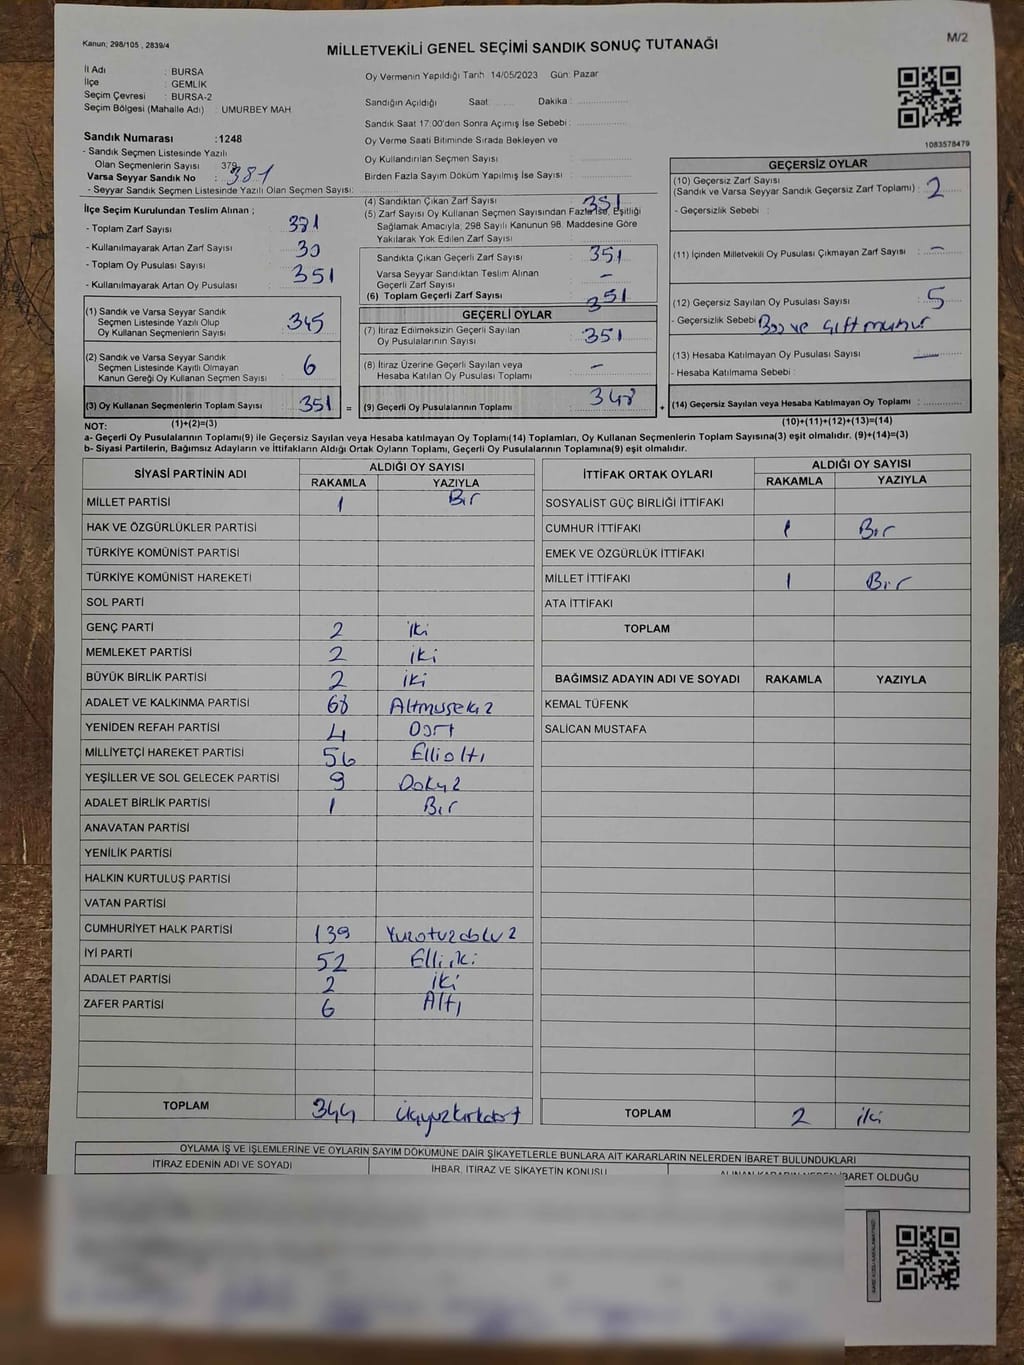 Kanun; 298/105 , 2839/4
M/2
MİLLETVEKİLİ GENEL SEÇİMİ SANDIK SONUÇ TUTANAĞI
İl Adı : BURSA
İlçe : GEMLİK
Seçim Çevresi : BURSA-2
Seçim Bölgesi (Mahalle Adı) : UMURBEY MAH
Sandık Numarası : 1248
- Sandık Seçmen Listesinde Yazılı
Olan Seçmenlerin Sayısı 379
Varsa Seyyar Sandık No : 381
- Seyyar Sandık Seçmen Listesinde Yazılı Olan Seçmen Sayısı:
Oy Vermenin Yapıldığı Tarih 14/05/2023 Gün: Pazar
Sandığın Açıldığı Saat: Dakika :
Sandık Saat 17:00'den Sonra Açımış İse Sebebi :
Oy Verme Saati Bitiminde Sırada Bekleyen ve
Oy Kullandırılan Seçmen Sayısı :
Birden Fazla Sayım Döküm Yapılmış İse Sayısı :
1083578479
İlçe Seçim Kurulundan Teslim Alınan ;
- Toplam Zarf Sayısı : 381
- Kullanılmayarak Artan Zarf Sayısı : 30
- Toplam Oy Pusulası Sayısı : 351
- Kullanılmayarak Artan Oy Pusulası :
(1) Sandık ve Varsa Seyyar Sandık
Seçmen Listesinde Yazılı Olup
Oy Kullanan Seçmenlerin Sayısı : 345
(2) Sandık ve Varsa Seyyar Sandık
Seçmen Listesinde Kayıtlı Olmayan
Kanun Gereği Oy Kullanan Seçmen Sayısı : 6
(3) Oy Kullanan Seçmenlerin Toplam Sayısı : 351 =
(1)+(2)=(3)
(4) Sandıktan Çıkan Zarf Sayısı : 351
(5) Zarf Sayısı Oy Kullanan Seçmen Sayısından Fazla İse, Eşitliği
Sağlamak Amacıyla; 298 Sayılı Kanunun 98. Maddesine Göre
Yakılarak Yok Edilen Zarf Sayısı :
Sandıkta Çıkan Geçerli Zarf Sayısı : 351
Varsa Seyyar Sandıktan Teslim Alınan
Geçerli Zarf Sayısı : -
(6) Toplam Geçerli Zarf Sayısı : 351
GEÇERLİ OYLAR
(7) İtiraz Edilmeksizin Geçerli Sayılan
Oy Pusulalarının Sayısı : 351
(8) İtiraz Üzerine Geçerli Sayılan veya
Hesaba Katılan Oy Pusulası Toplamı : -
(9) Geçerli Oy Pusulalarının Toplamı : 348 +
GEÇERSİZ OYLAR
(10) Geçersiz Zarf Sayısı
(Sandık ve Varsa Seyyar Sandık Geçersiz Zarf Toplamı) : 2
- Geçersizlik Sebebi :
(11) İçinden Milletvekili Oy Pusulası Çıkmayan Zarf Sayısı : -
(12) Geçersiz Sayılan Oy Pusulası Sayısı : 5
- Geçersizlik Sebebi : Boş ve çift mühür
(13) Hesaba Katılmayan Oy Pusulası Sayısı : -
- Hesaba Katılmama Sebebi :
(14) Geçersiz Sayılan veya Hesaba Katılmayan Oy Toplamı :
(10)+(11)+(12)+(13)=(14)
NOT:
a- Geçerli Oy Pusulalarının Toplamı(9) ile Geçersiz Sayılan veya Hesaba katılmayan Oy Toplamı(14) Toplamları, Oy Kullanan Seçmenlerin Toplam Sayısına(3) eşit olmalıdır. (9)+(14)=(3)
b- Siyasi Partilerin, Bağımsız Adayların ve İttifakların Aldığı Ortak Oyların Toplamı, Geçerli Oy Pusulalarının Toplamına(9) eşit olmalıdır.
SİYASİ PARTİNİN ADI ALDIĞI OY SAYISI
RAKAMLA YAZIYLA
MİLLET PARTİSİ 1 Bir
HAK VE ÖZGÜRLÜKLER PARTİSİ
TÜRKİYE KOMÜNİST PARTİSİ
TÜRKİYE KOMÜNİST HAREKETİ
SOL PARTİ
GENÇ PARTİ 2 iki
MEMLEKET PARTİSİ 2 iki
BÜYÜK BİRLİK PARTİSİ 2 iki
ADALET VE KALKINMA PARTİSİ 68 Altmışsekiz
YENİDEN REFAH PARTİSİ 4 Dört
MİLLİYETÇİ HAREKET PARTİSİ 56 Ellialtı
YEŞİLLER VE SOL GELECEK PARTİSİ 9 Dokuz
ADALET BİRLİK PARTİSİ 1 Bir
ANAVATAN PARTİSİ
YENİLİK PARTİSİ
HALKIN KURTULUŞ PARTİSİ
VATAN PARTİSİ
CUMHURİYET HALK PARTİSİ 139 Yüzotuzdokuz
İYİ PARTİ 52 Elliiki
ADALET PARTİSİ 2 iki
ZAFER PARTİSİ 6 Altı
TOPLAM 344 üçyüzkırkdört
İTTİFAK ORTAK OYLARI ALDIĞI OY SAYISI
RAKAMLA YAZIYLA
SOSYALİST GÜÇ BİRLİĞİ İTTİFAKI
CUMHUR İTTİFAKI 1 Bir
EMEK VE ÖZGÜRLÜK İTTİFAKI
MİLLET İTTİFAKI 1 Bir
ATA İTTİFAKI
TOPLAM
BAĞIMSIZ ADAYIN ADI VE SOYADI RAKAMLA YAZIYLA
KEMAL TÜFENK
SALİCAN MUSTAFA
TOPLAM 2 iki
OYLAMA İŞ VE İŞLEMLERİNE VE OYLARIN SAYIM DÖKÜMÜNE DAİR ŞİKAYETLERLE BUNLARA AİT KARARLARIN NELERDEN İBARET BULUNDUKLARI
İTİRAZ EDENİN ADI VE SOYADI İHBAR, İTİRAZ VE ŞİKAYETİN KONUSU ALINAN KARARIN NEDEN İBARET OLDUĞU